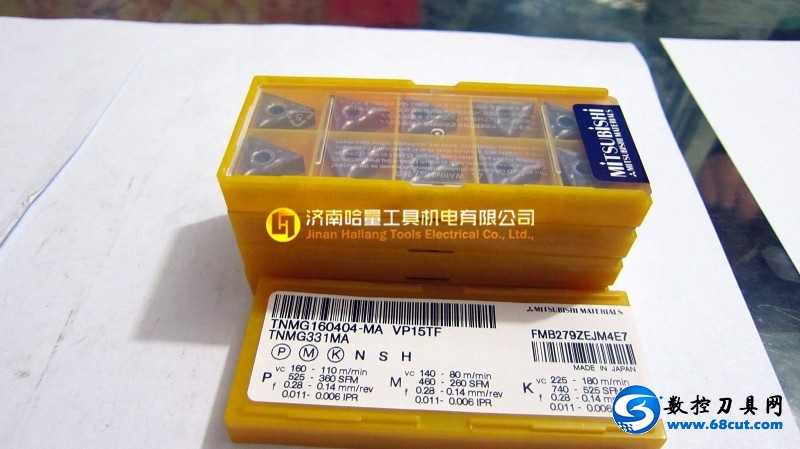 MITSUBISHI
MITSUBISHI MATERIALS
济南哈量工具机电有限公司
Jinan Haliang Tools Electrical Co., Ltd.,
MITSUBISHI MATERIALS
TNMG160404-MA VP15TF
TNMG331MA
FMB279ZEJM4E7
MADE IN JAPAN
P M K N S H
P vc 160 - 110 m/min
525 - 360 SFM
f 0.28 - 0.14 mm/rev
0.011 - 0.006 IPR
M vc 140 - 80 m/min
460 - 260 SFM
f 0.28 - 0.14 mm/rev
0.011 - 0.006 IPR
K vc 225 - 180 m/min
740 - 525 SFM
f 0.28 - 0.14
0.011 - 0.006
数控刀具网
www.68cut.com